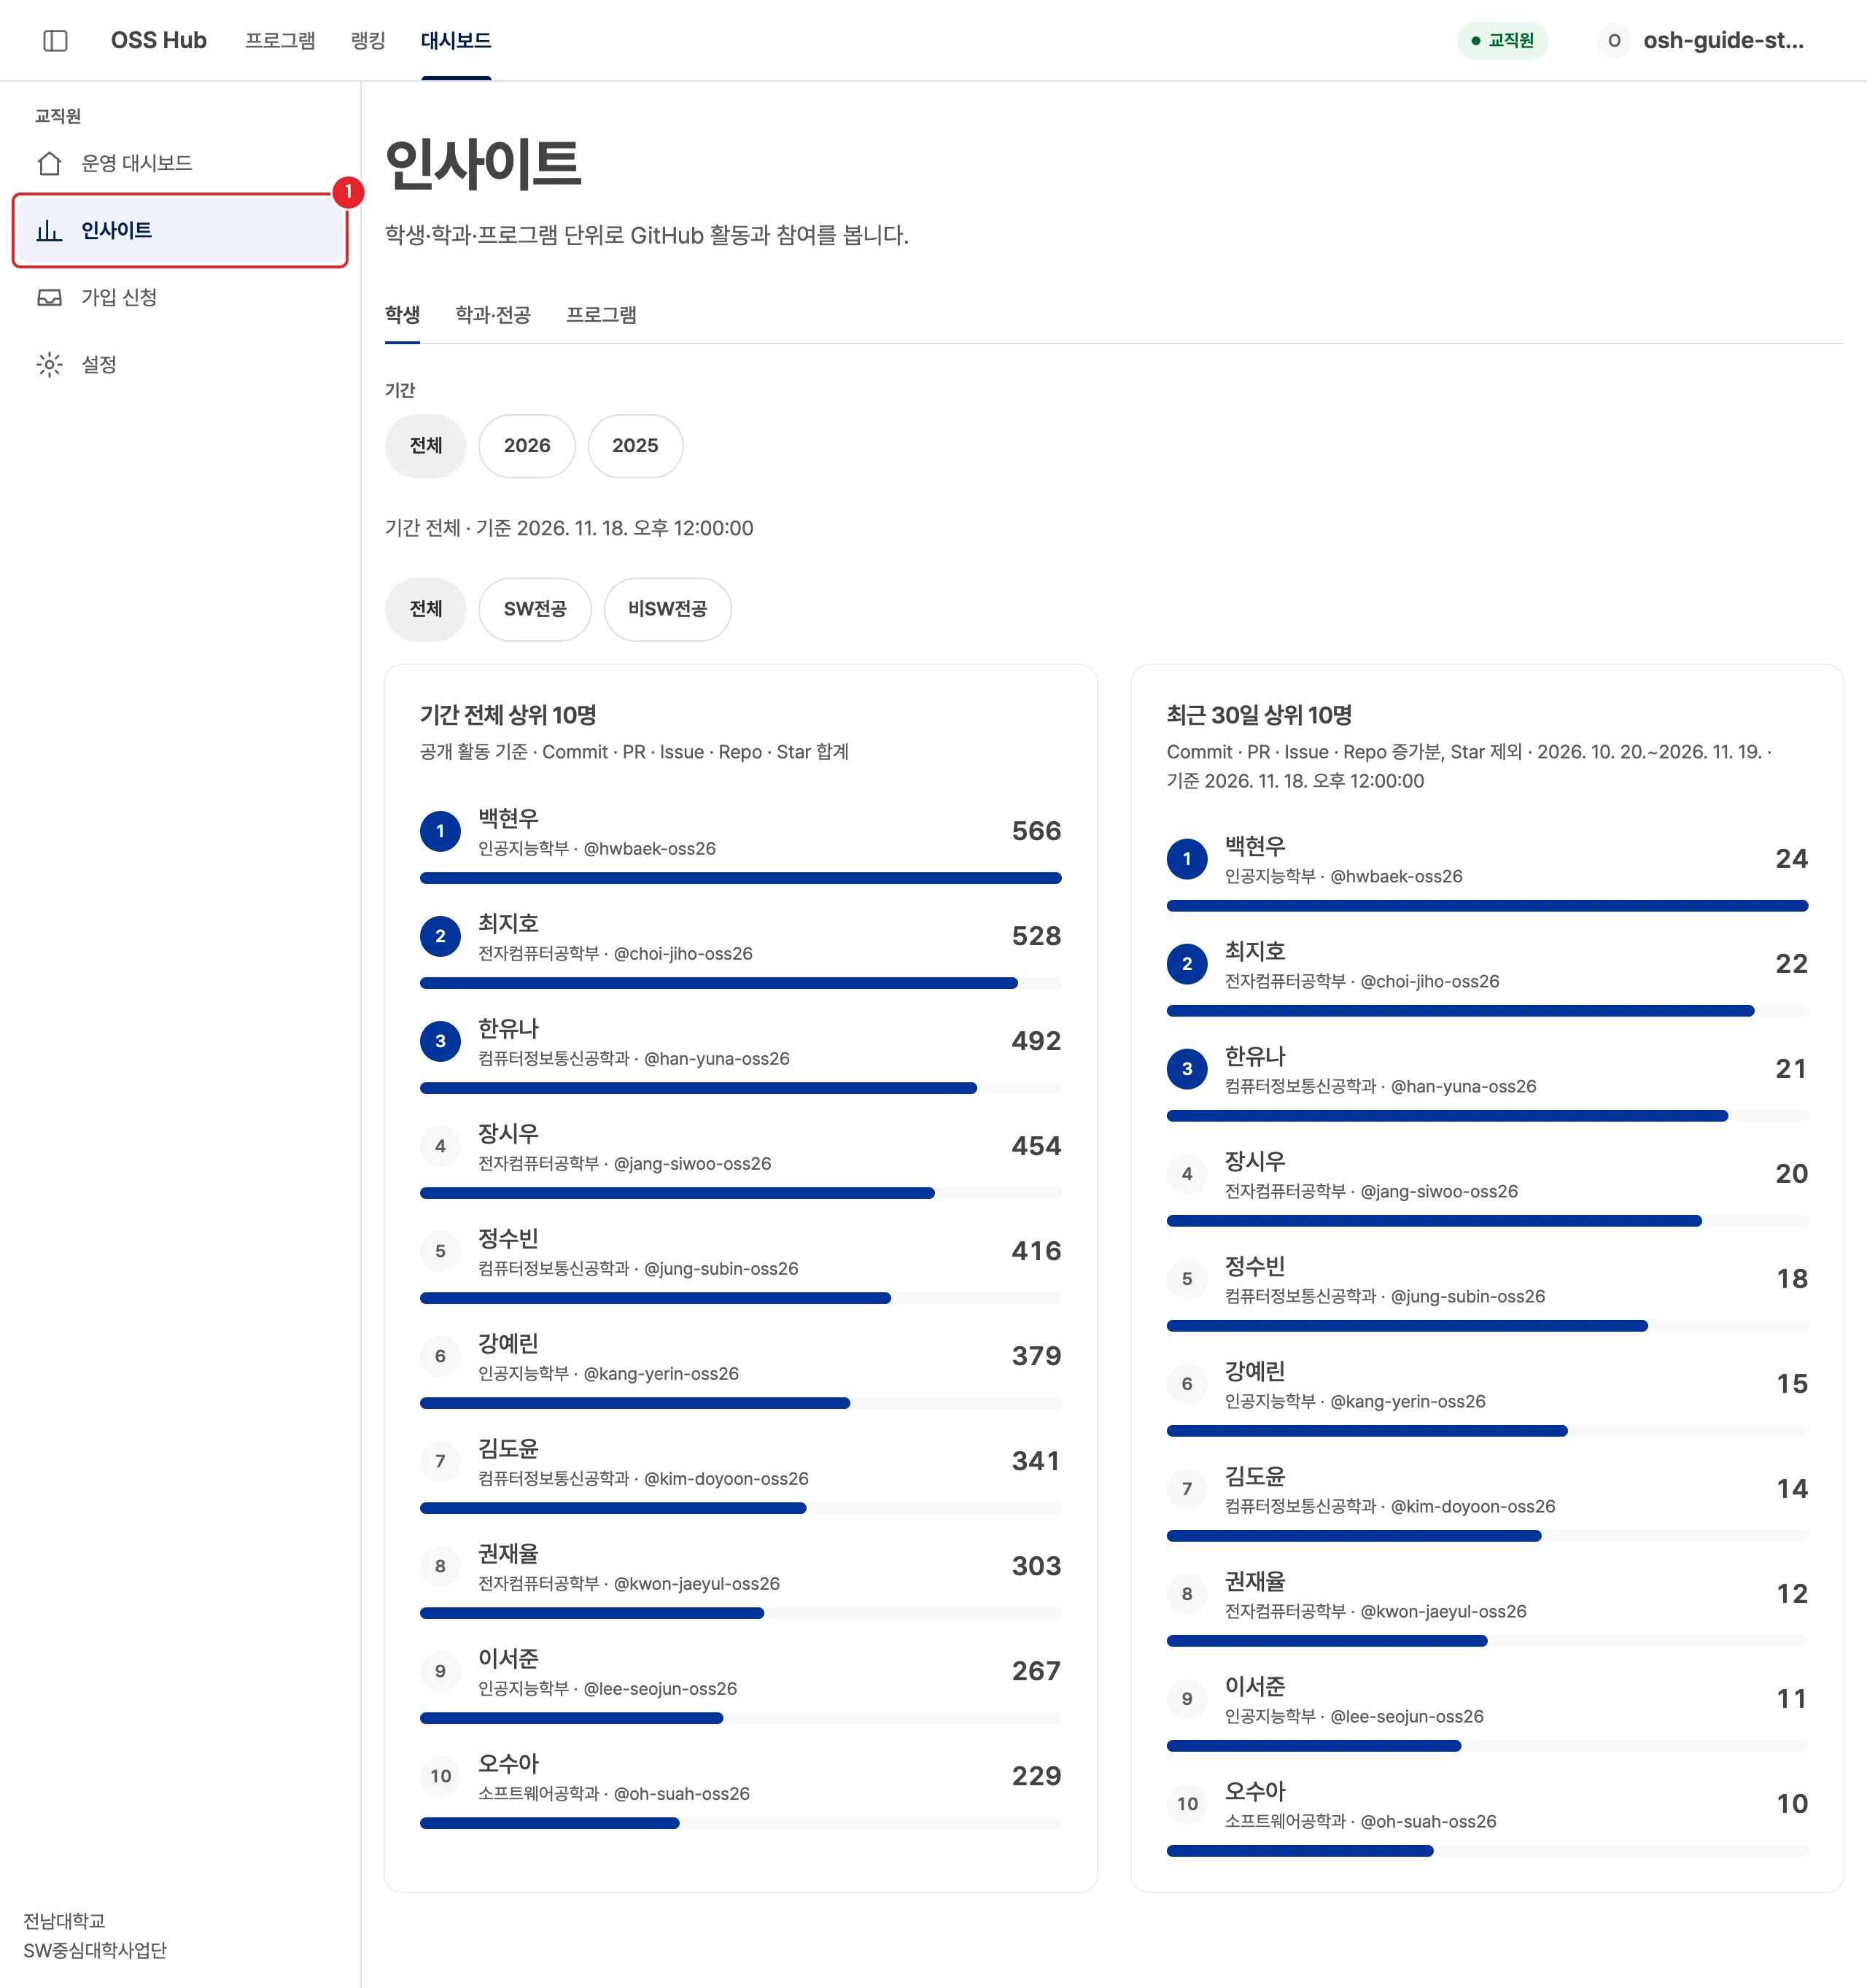 OSS Hub 프로그램 랭킹 대시보드 교직원 O osh-guide-st...
교직원
운영 대시보드
1
인사이트
가입 신청
설정
전남대학교
SW중심대학사업단
인사이트
학생·학과·프로그램 단위로 GitHub 활동과 참여를 봅니다.
학생 학과·전공 프로그램
기간
전체 2026 2025
기간 전체 · 기준 2026. 11. 18. 오후 12:00:00
전체 SW전공 비SW전공
기간 전체 상위 10명
공개 활동 기준 · Commit · PR · Issue · Repo · Star 합계
1 백현우 566
인공지능학부 · @hwbaek-oss26
2 최지호 528
전자컴퓨터공학부 · @choi-jiho-oss26
3 한유나 492
컴퓨터정보통신공학과 · @han-yuna-oss26
4 장시우 454
전자컴퓨터공학부 · @jang-siwoo-oss26
5 정수빈 416
컴퓨터정보통신공학과 · @jung-subin-oss26
6 강예린 379
인공지능학부 · @kang-yerin-oss26
7 김도윤 341
컴퓨터정보통신공학과 · @kim-doyoon-oss26
8 권재율 303
전자컴퓨터공학부 · @kwon-jaeyul-oss26
9 이서준 267
인공지능학부 · @lee-seojun-oss26
10 오수아 229
소프트웨어공학과 · @oh-suah-oss26
최근 30일 상위 10명
Commit · PR · Issue · Repo 증가분, Star 제외 · 2026. 10. 20.~2026. 11. 19. ·
기준 2026. 11. 18. 오후 12:00:00
1 백현우 24
인공지능학부 · @hwbaek-oss26
2 최지호 22
전자컴퓨터공학부 · @choi-jiho-oss26
3 한유나 21
컴퓨터정보통신공학과 · @han-yuna-oss26
4 장시우 20
전자컴퓨터공학부 · @jang-siwoo-oss26
5 정수빈 18
컴퓨터정보통신공학과 · @jung-subin-oss26
6 강예린 15
인공지능학부 · @kang-yerin-oss26
7 김도윤 14
컴퓨터정보통신공학과 · @kim-doyoon-oss26
8 권재율 12
전자컴퓨터공학부 · @kwon-jaeyul-oss26
9 이서준 11
인공지능학부 · @lee-seojun-oss26
10 오수아 10
소프트웨어공학과 · @oh-suah-oss26